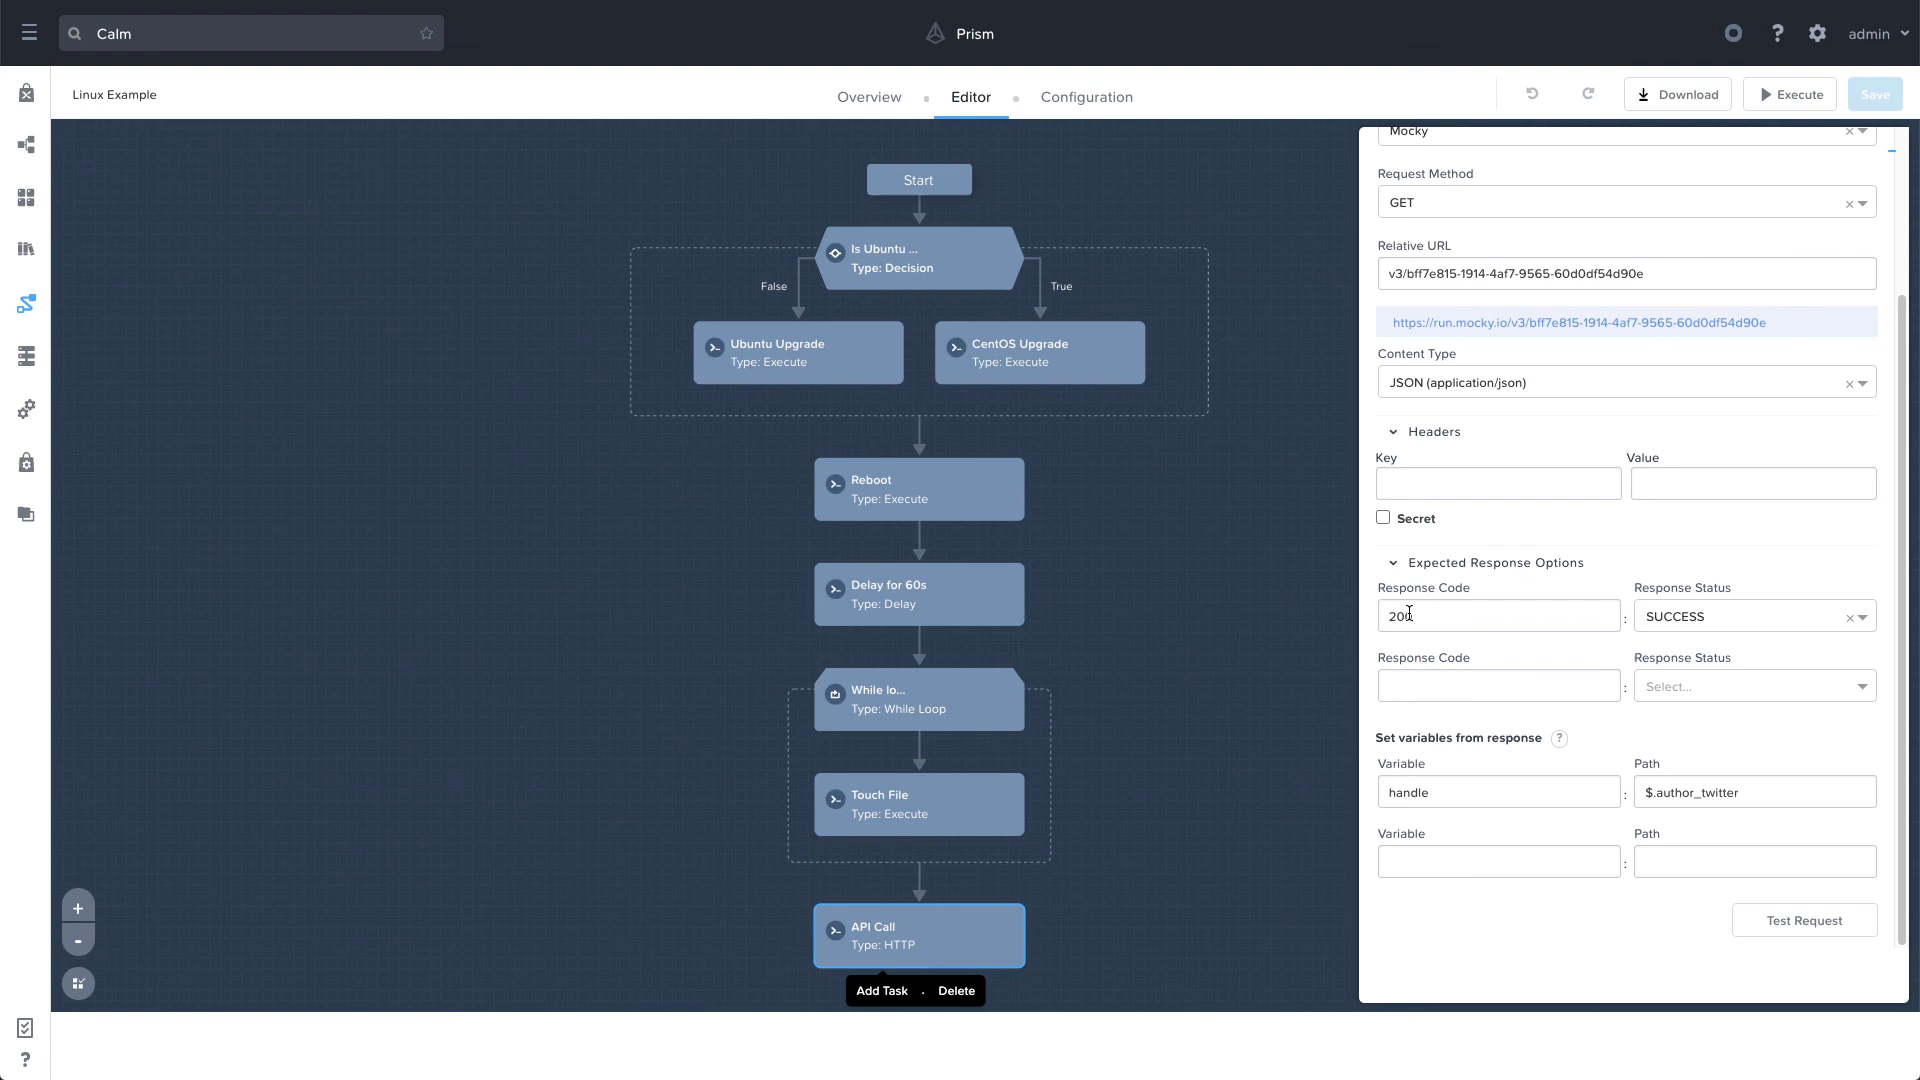 Calm
Prism
admin
Linux Example
Overview
Editor
Configuration
Download
Execute
Save
Start
Is Ubuntu ...
Type: Decision
False
True
Ubuntu Upgrade
Type: Execute
CentOS Upgrade
Type: Execute
Reboot
Type: Execute
Delay for 60s
Type: Delay
While lo...
Type: While Loop
Touch File
Type: Execute
API Call
Type: HTTP
Add Task . Delete
+
-
?
Mocky
Request Method
GET
Relative URL
v3/bff7e815-1914-4af7-9565-60d0df54d90e
https://run.mocky.io/v3/bff7e815-1914-4af7-9565-60d0df54d90e
Content Type
JSON (application/json)
Headers
Key Value
Secret
Expected Response Options
Response Code Response Status
200 : SUCCESS
Response Code Response Status
: Select...
Set variables from response ?
Variable Path
handle : $.author_twitter
Variable Path
:
Test Request